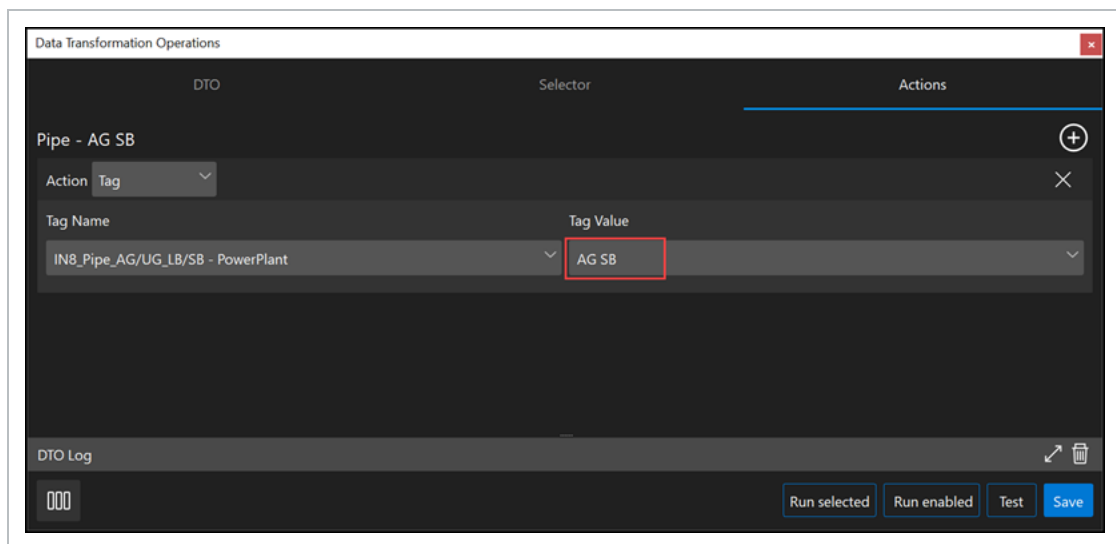 Data Transformation Operations
DTO Selector Actions
Pipe - AG SB
Action Tag
Tag Name Tag Value
IN8_Pipe_AG/UG_LB/SB - PowerPlant AG SB
DTO Log
Run selected Run enabled Test Save